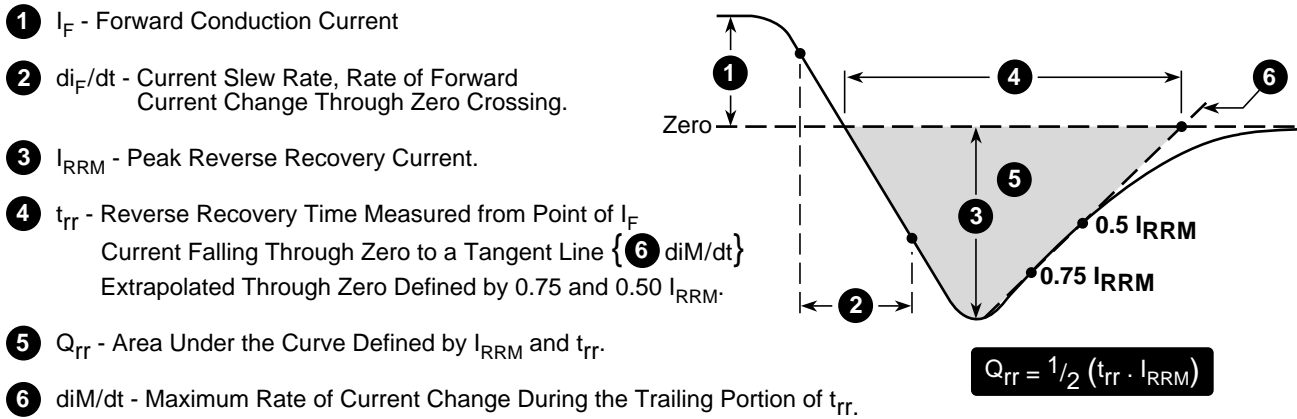 1 I_F - Forward Conduction Current
2 di_F/dt - Current Slew Rate, Rate of Forward
Current Change Through Zero Crossing.
3 I_RRM - Peak Reverse Recovery Current.
4 t_rr - Reverse Recovery Time Measured from Point of I_F
Current Falling Through Zero to a Tangent Line { 6 diM/dt}
Extrapolated Through Zero Defined by 0.75 and 0.50 I_RRM.
5 Q_rr - Area Under the Curve Defined by I_RRM and t_rr.
6 diM/dt - Maximum Rate of Current Change During the Trailing Portion of t_rr.
1
4
6
Zero
5
3
0.5 I_RRM
0.75 I_RRM
2
Q_rr = 1/2 (t_rr . I_RRM)